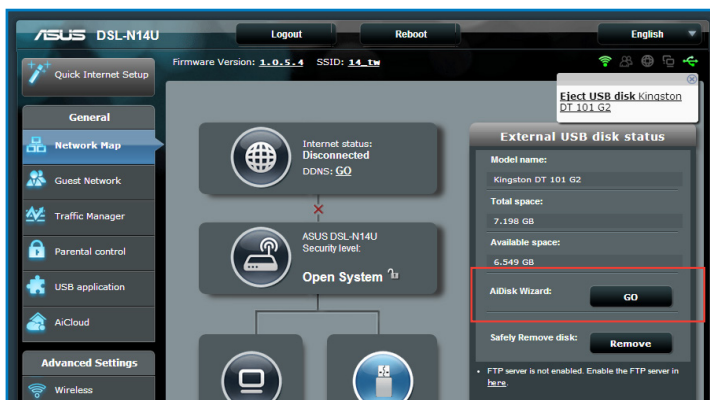 ASUS DSL-N14U
Logout
Reboot
English
Quick Internet Setup
Firmware Version: 1.0.5.4 SSID: 14_tw
Eject USB disk Kingston
DT 101 G2
General
Network Map
Guest Network
Traffic Manager
Parental control
USB application
AiCloud
Advanced Settings
Wireless
Internet status:
Disconnected
DDNS: GO
ASUS DSL-N14U
Security level:
Open System
External USB disk status
Model name:
Kingston DT 101 G2
Total space:
7.198 GB
Available space:
6.549 GB
AiDisk Wizard:
GO
Safely Remove disk:
Remove
• FTP server is not enabled. Enable the FTP server in
here.